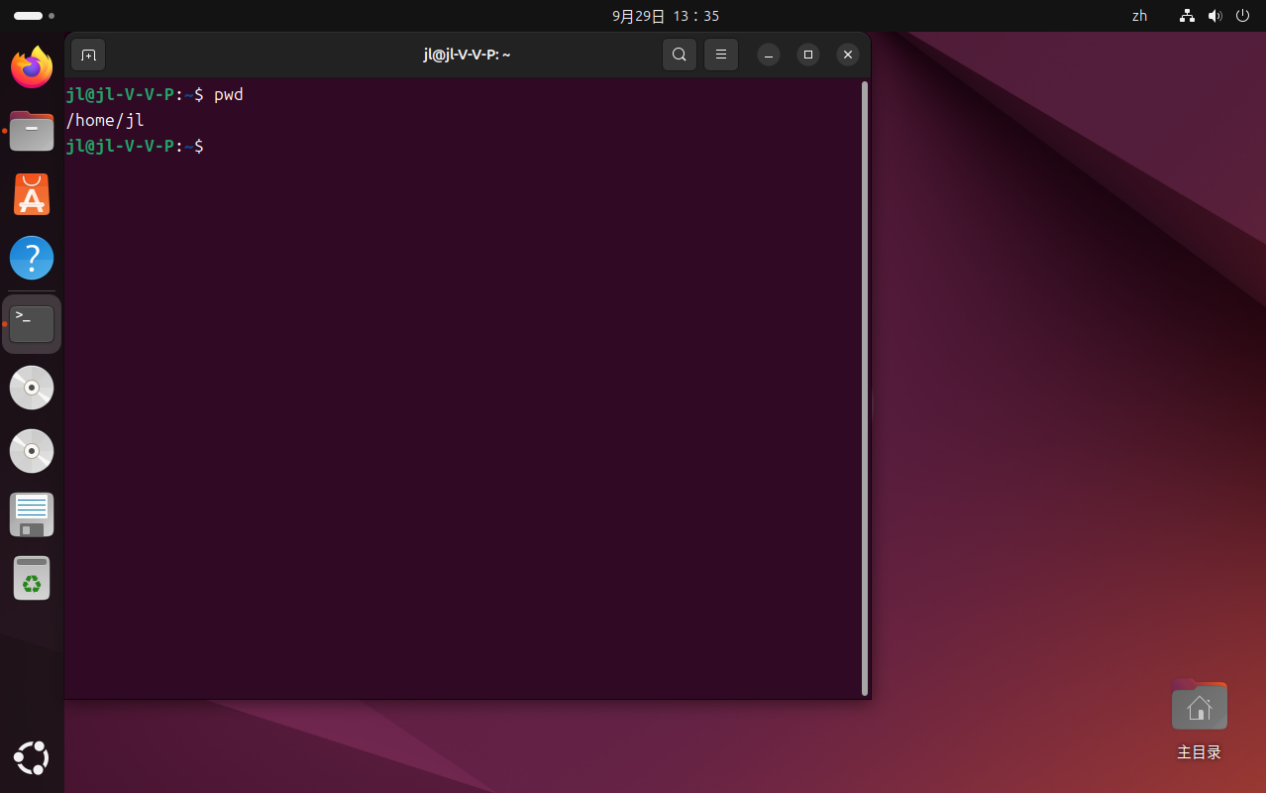 9月29日 13：35
zh
jl@jl-V-V-P: ~
jl@jl-V-V-P:~$ pwd
/home/jl
jl@jl-V-V-P:~$
主目录